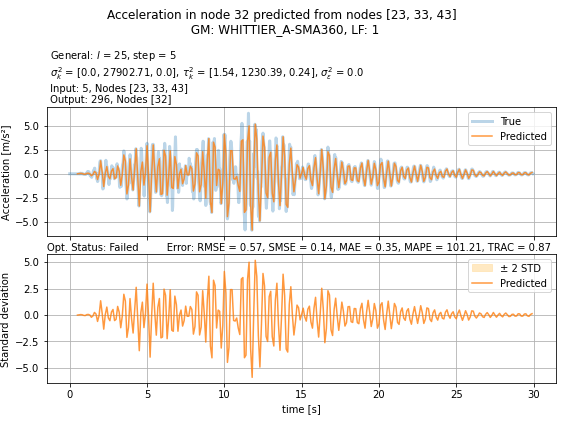 Acceleration in node 32 predicted from nodes [23, 33, 43]
GM: WHITTIER_A-SMA360, LF: 1
General: l = 25, step = 5
σ²ₖ = [0.0, 27902.71, 0.0], τ²ₖ = [1.54, 1230.39, 0.24], σ²ε = 0.0
Input: 5, Nodes [23, 33, 43]
Output: 296, Nodes [32]
Acceleration [m/s²]
5.0
2.5
0.0
−2.5
−5.0
True
Predicted
Opt. Status: Failed Error: RMSE = 0.57, SMSE = 0.14, MAE = 0.35, MAPE = 101.21, TRAC = 0.87
Standard deviation
5.0
2.5
0.0
−2.5
−5.0
± 2 STD
Predicted
0 5 10 15 20 25 30
time [s]